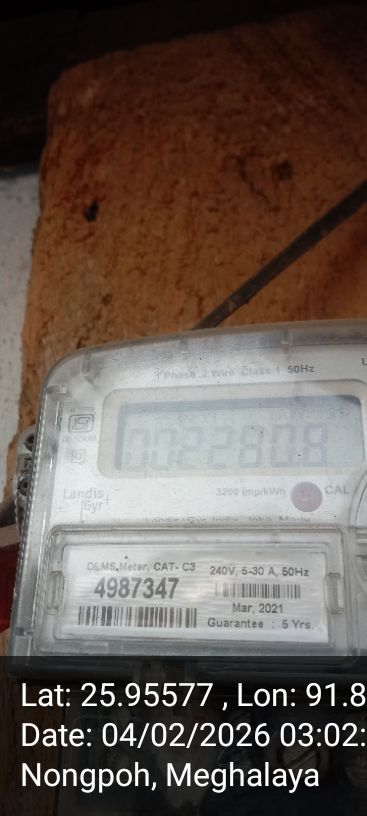 1 Phase 2 Wire Class 1 50Hz
Landis
Gyr+
3200 imp/kWh
CAL
DLMS Meter, CAT- C3
240V, 5-30 A, 50Hz
4987347
Mar, 2021
Guarantee : 5 Yrs.
Lat: 25.95577 , Lon: 91.8
Date: 04/02/2026 03:02:
Nongpoh, Meghalaya